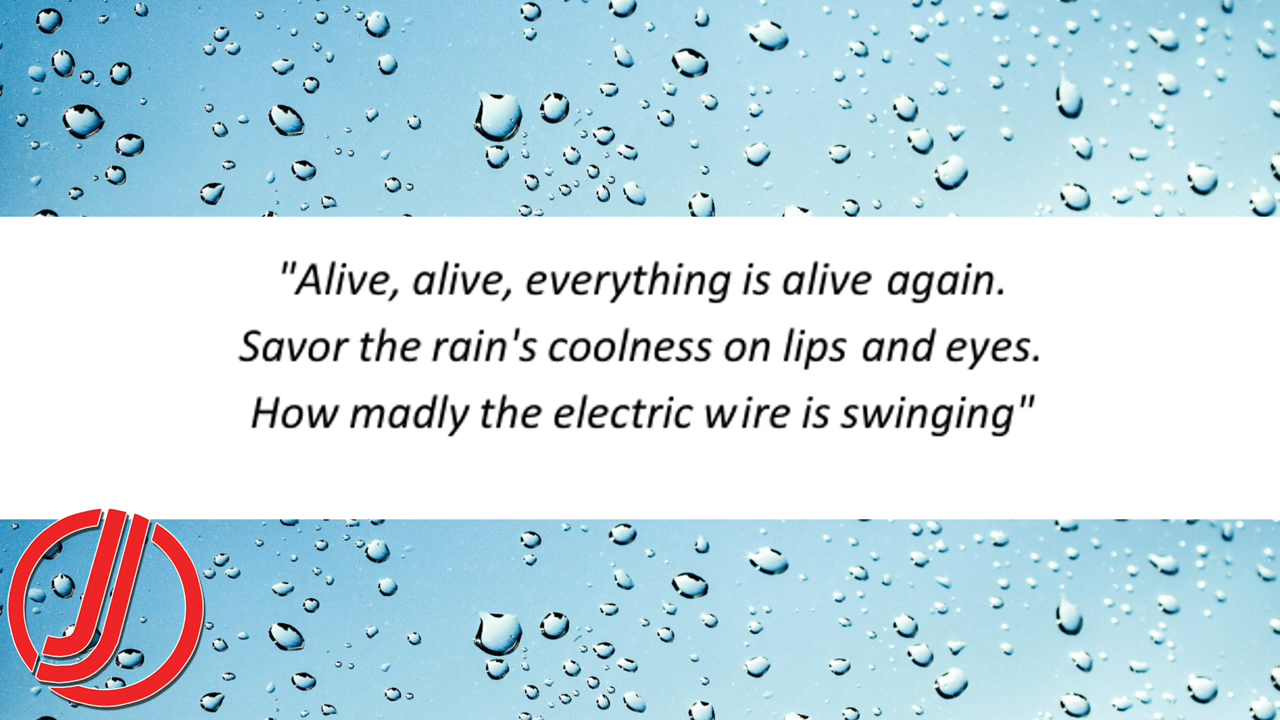 "Alive, alive, everything is alive again.
Savor the rain's coolness on lips and eyes.
How madly the electric wire is swinging"